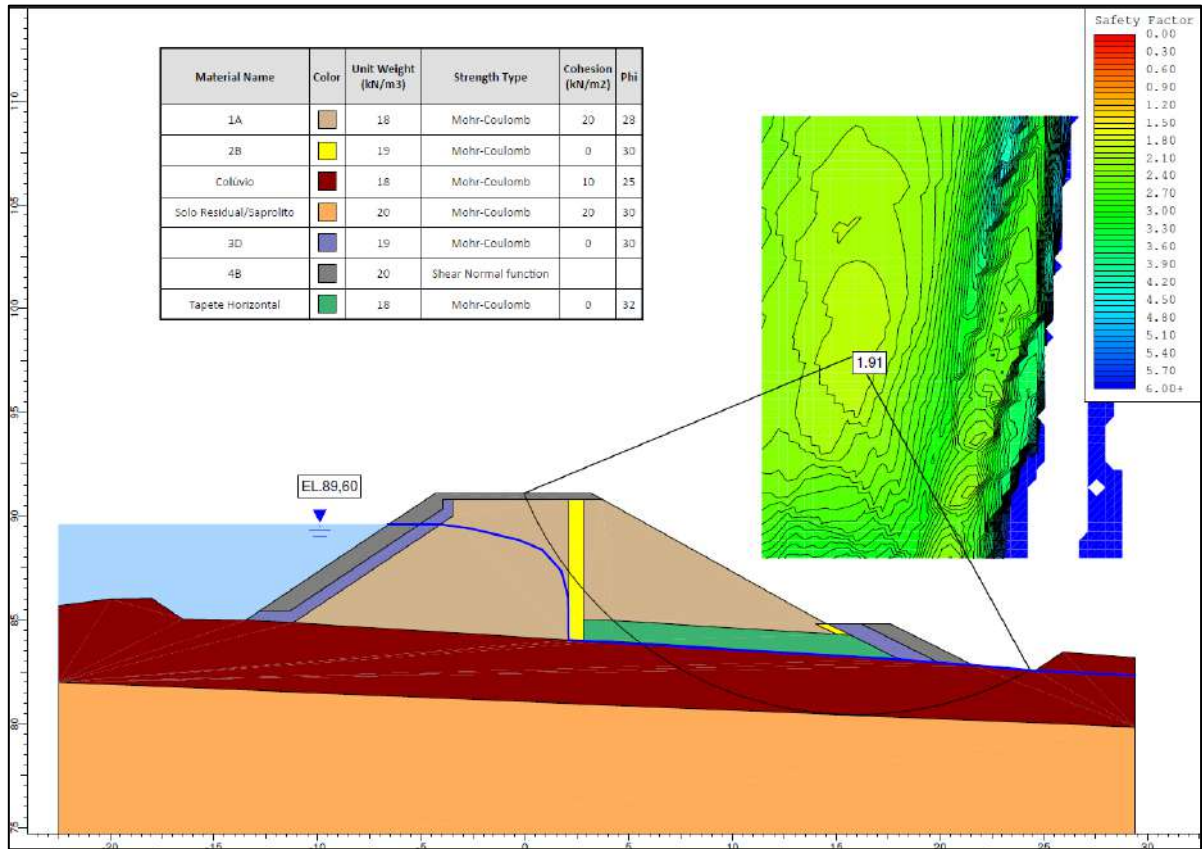 Safety Factor
0.00
0.30
0.60
0.90
1.20
1.50
1.80
2.10
2.40
2.70
3.00
3.30
3.60
3.90
4.20
4.50
4.80
5.10
5.40
5.70
6.00+
Material Name Color Unit Weight (kN/m3) Strength Type Cohesion (kN/m2) Phi
1A 18 Mohr-Coulomb 20 28
2B 19 Mohr-Coulomb 0 30
Colúvio 18 Mohr-Coulomb 10 25
Solo Residual/Saprolito 20 Mohr-Coulomb 20 30
3D 19 Mohr-Coulomb 0 30
4B 20 Shear Normal function
Tapete Horizontal 18 Mohr-Coulomb 0 32
1.91
EL.89,60
110
105
100
95
90
85
80
75
-20 -15 -10 -5 0 5 10 15 20 25 30